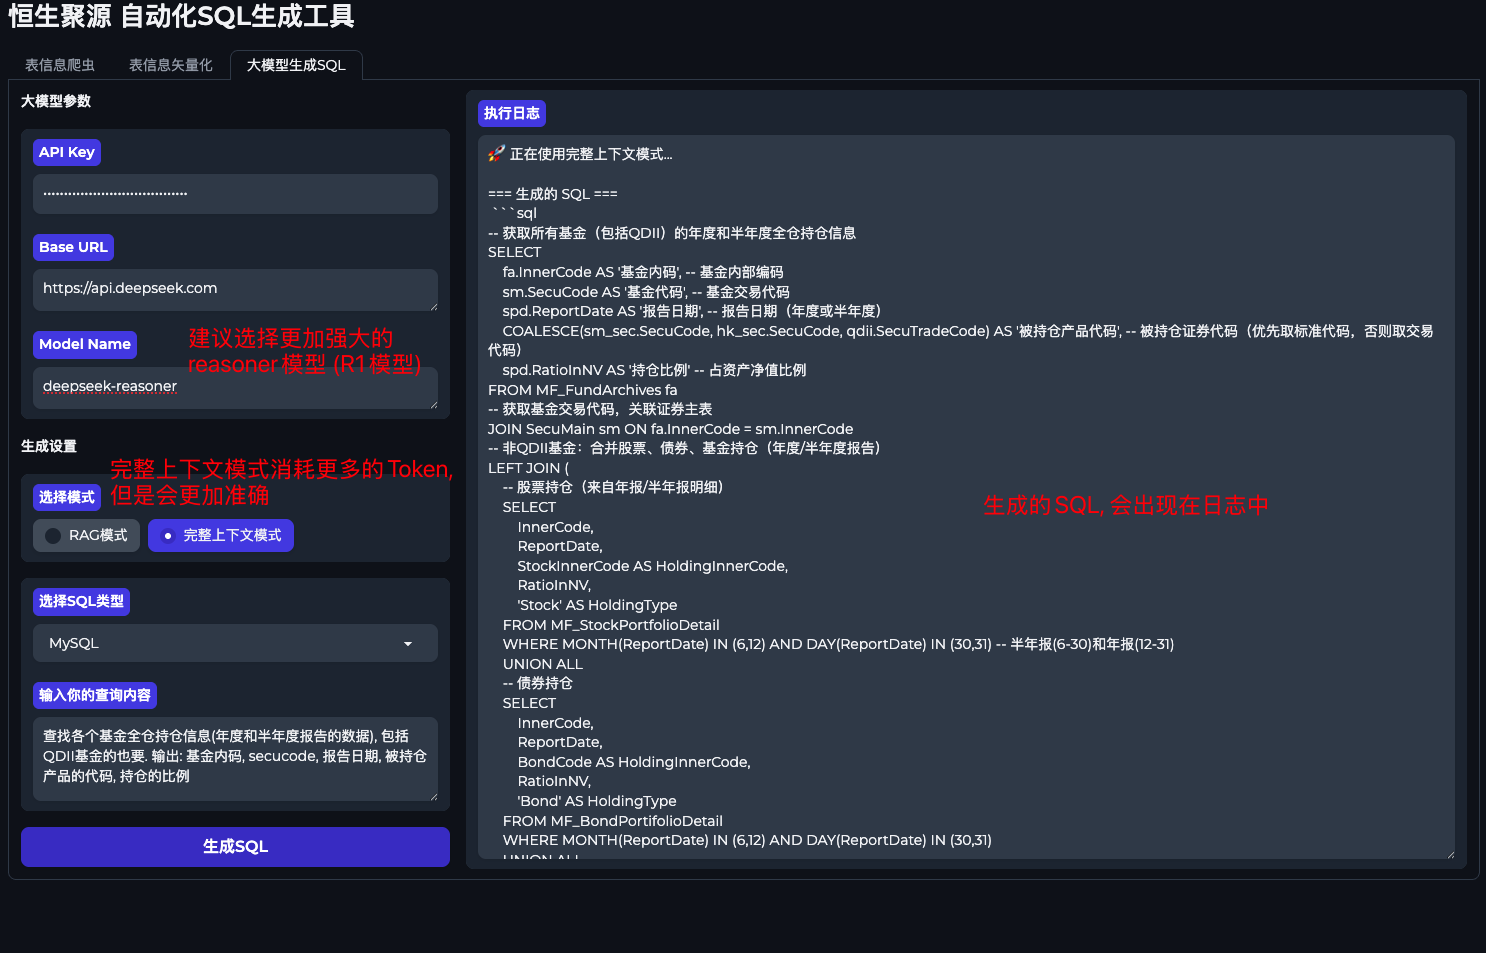 恒生聚源 自动化SQL生成工具
表信息爬虫
表信息矢量化
大模型生成SQL
大模型参数
API Key
••••••••••••••••••••••••••••••••••••
Base URL
https://api.deepseek.com
Model Name
建议选择更加强大的
reasoner模型 (R1模型)
deepseek-reasoner
生成设置
完整上下文模式消耗更多的Token,
但是会更加准确
选择模式
RAG模式
完整上下文模式
选择SQL类型
MySQL
输入你的查询内容
查找各个基金全仓持仓信息(年度和半年度报告的数据), 包括
QDII基金的也要. 输出: 基金内码, secucode, 报告日期, 被持仓
产品的代码, 持仓的比例
生成SQL
执行日志
🚀 正在使用完整上下文模式...
=== 生成的 SQL ===
```sql
-- 获取所有基金（包括QDII）的年度和半年度全仓持仓信息
SELECT
fa.InnerCode AS '基金内码', -- 基金内部编码
sm.SecuCode AS '基金代码', -- 基金交易代码
spd.ReportDate AS '报告日期', -- 报告日期（年度或半年度）
COALESCE(sm_sec.SecuCode, hk_sec.SecuCode, qdii.SecuTradeCode) AS '被持仓产品代码', -- 被持仓证券代码（优先取标准代码，否则取交易
代码）
spd.RatioInNV AS '持仓比例' -- 占资产净值比例
FROM MF_FundArchives fa
-- 获取基金交易代码，关联证券主表
JOIN SecuMain sm ON fa.InnerCode = sm.InnerCode
-- 非QDII基金：合并股票、债券、基金持仓（年度/半年度报告）
LEFT JOIN (
-- 股票持仓（来自年报/半年报明细）
SELECT
InnerCode,
ReportDate,
StockInnerCode AS HoldingInnerCode,
RatioInNV,
'Stock' AS HoldingType
FROM MF_StockPortfolioDetail
WHERE MONTH(ReportDate) IN (6,12) AND DAY(ReportDate) IN (30,31) -- 半年报(6-30)和年报(12-31)
UNION ALL
-- 债券持仓
SELECT
InnerCode,
ReportDate,
BondCode AS HoldingInnerCode,
RatioInNV,
'Bond' AS HoldingType
FROM MF_BondPortifolioDetail
WHERE MONTH(ReportDate) IN (6,12) AND DAY(ReportDate) IN (30,31)
UNION ALL
生成的SQL, 会出现在日志中